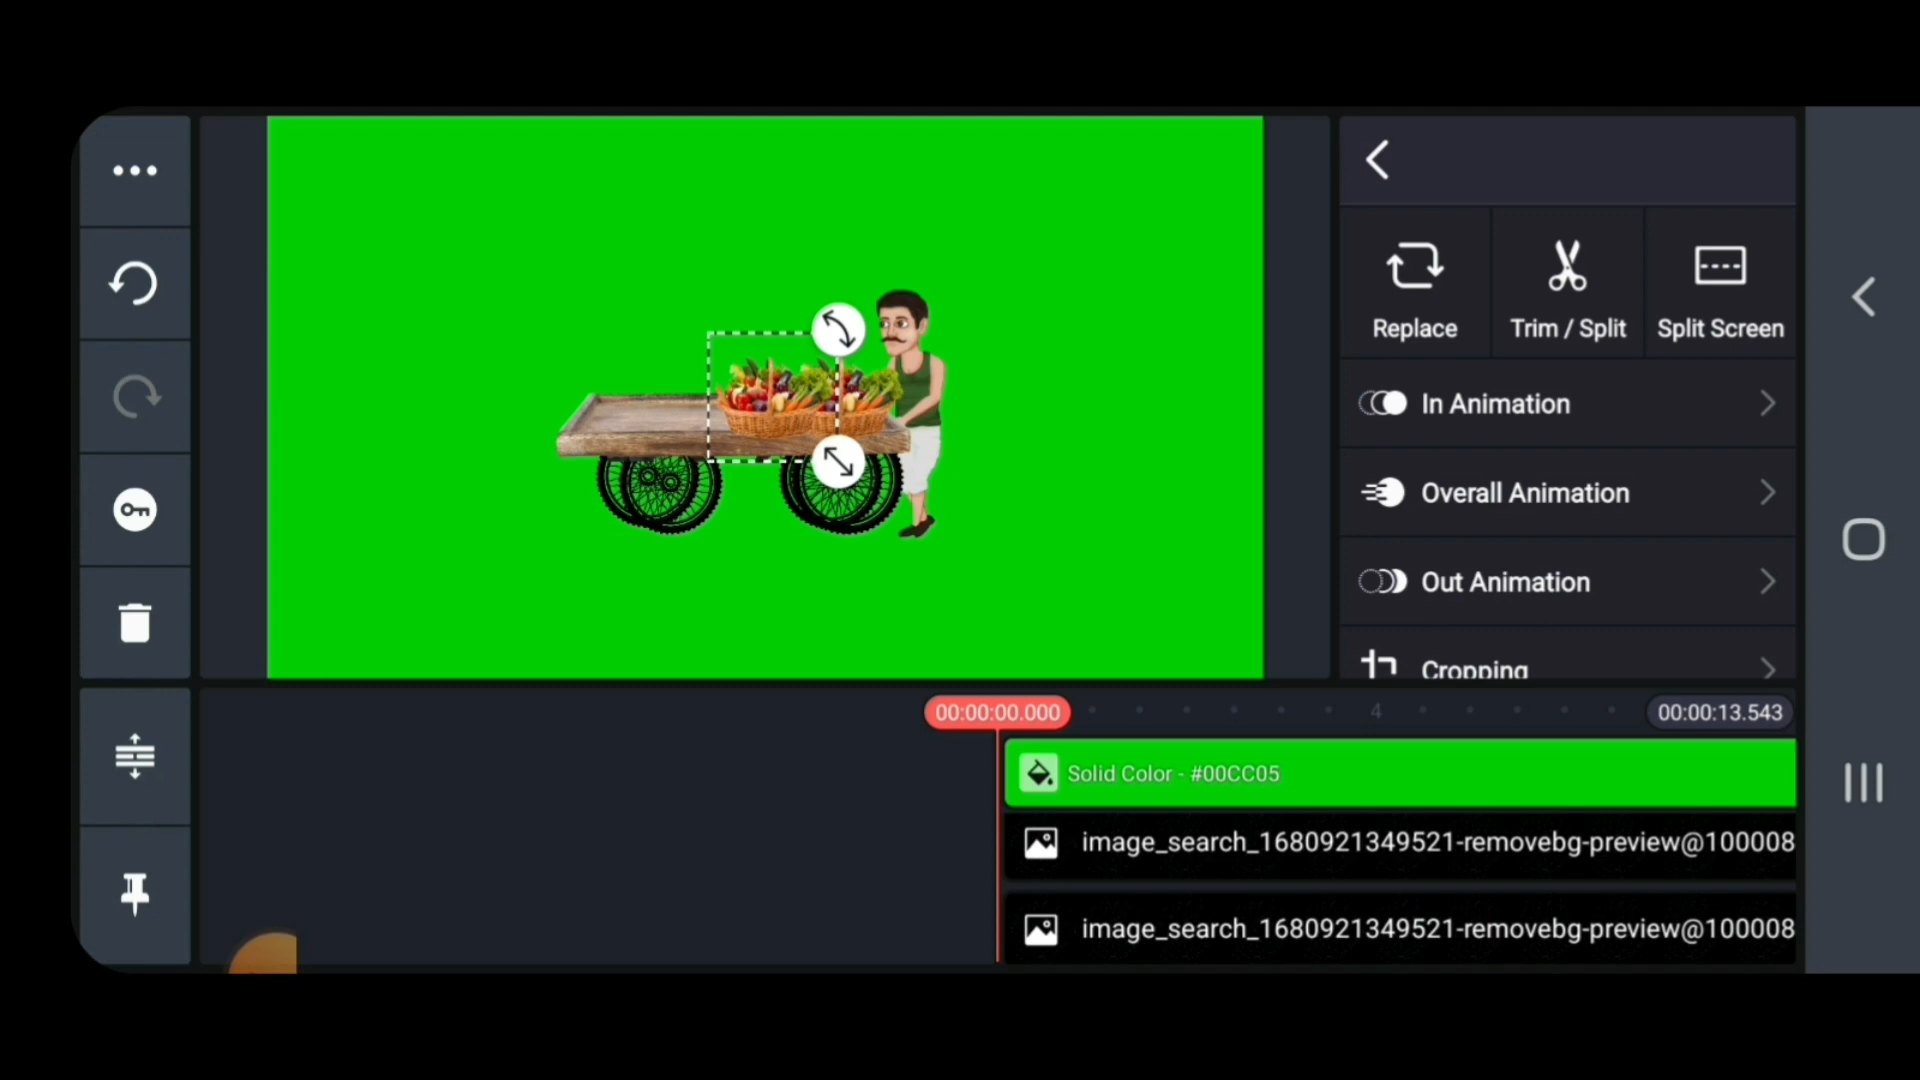 Replace
Trim / Split
Split Screen
In Animation
Overall Animation
Out Animation
Cropping
00:00:00.000
4
00:00:13.543
Solid Color - #00CC05
image_search_1680921349521-removebg-preview@100008
image_search_1680921349521-removebg-preview@100008